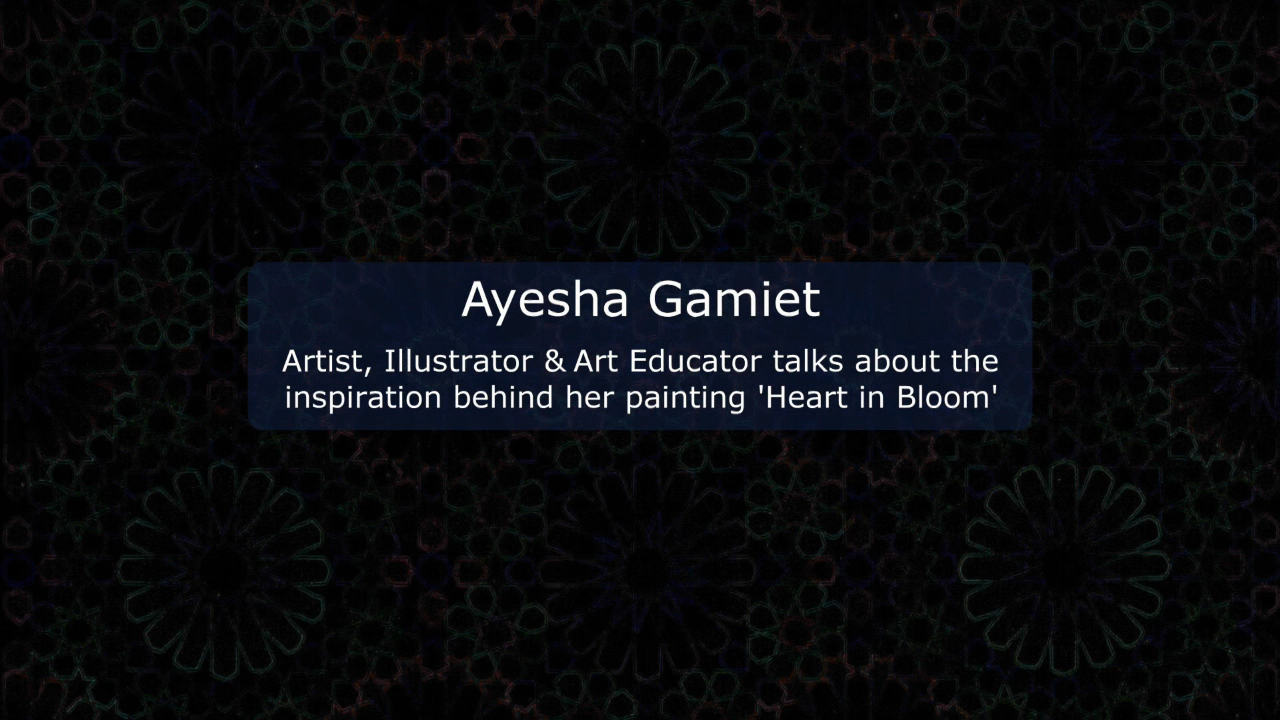 Ayesha Gamiet
Artist, Illustrator & Art Educator talks about the
inspiration behind her painting 'Heart in Bloom'